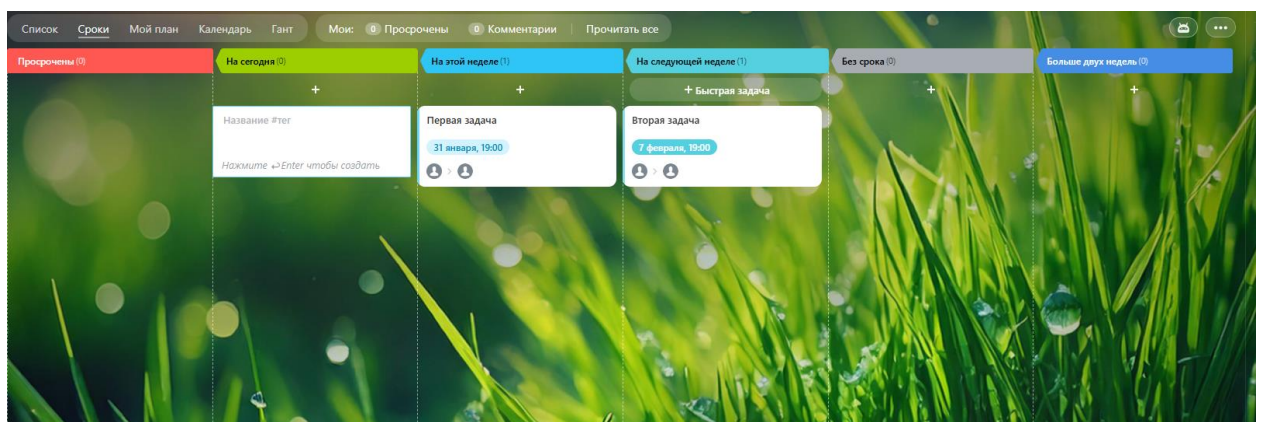 Список Сроки Мой план Календарь Гант Мои: 0 Просрочены 0 Комментарии Прочитать все
Просрочены (0) На сегодня (0) На этой неделе (1) На следующей неделе (1) Без срока (0) Больше двух недель (0)
+ + + Быстрая задача + +
Название #тег Первая задача Вторая задача
31 января, 19:00 7 февраля, 19:00
Нажмите ↵Enter чтобы создать